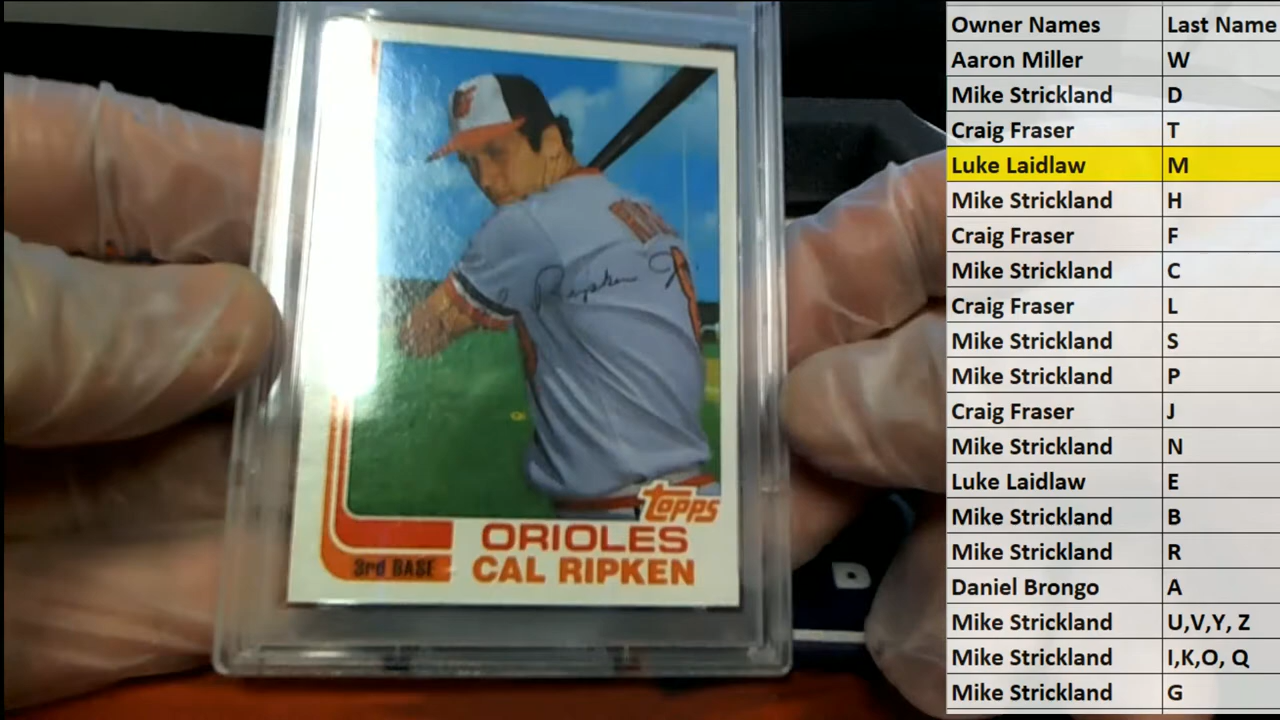 Owner Names Last Name
Aaron Miller W
Mike Strickland D
Craig Fraser T
Luke Laidlaw M
Mike Strickland H
Craig Fraser F
Mike Strickland C
Craig Fraser L
Mike Strickland S
Mike Strickland P
Craig Fraser J
Mike Strickland N
Luke Laidlaw E
Mike Strickland B
Mike Strickland R
Daniel Brongo A
Mike Strickland U,V,Y, Z
Mike Strickland I,K,O, Q
Mike Strickland G
Ripken Jr
topps
ORIOLES
3rd BASE CAL RIPKEN